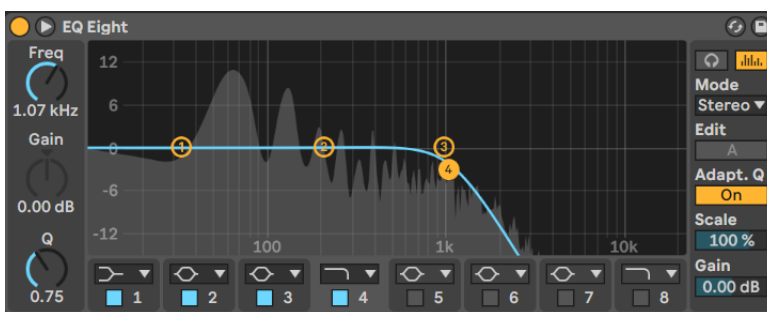 EQ Eight
Freq
1.07 kHz
Gain
0.00 dB
Q
0.75
12
6
0
-6
-12
100
1k
10k
1
2
3
4
1
2
3
4
5
6
7
8
Mode
Stereo
Edit
A
Adapt. Q
On
Scale
100 %
Gain
0.00 dB